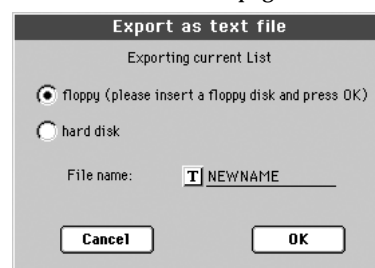 Export as text file
Exporting current List
floppy (please insert a floppy disk and press OK)
hard disk
File name: T NEWNAME
Cancel OK